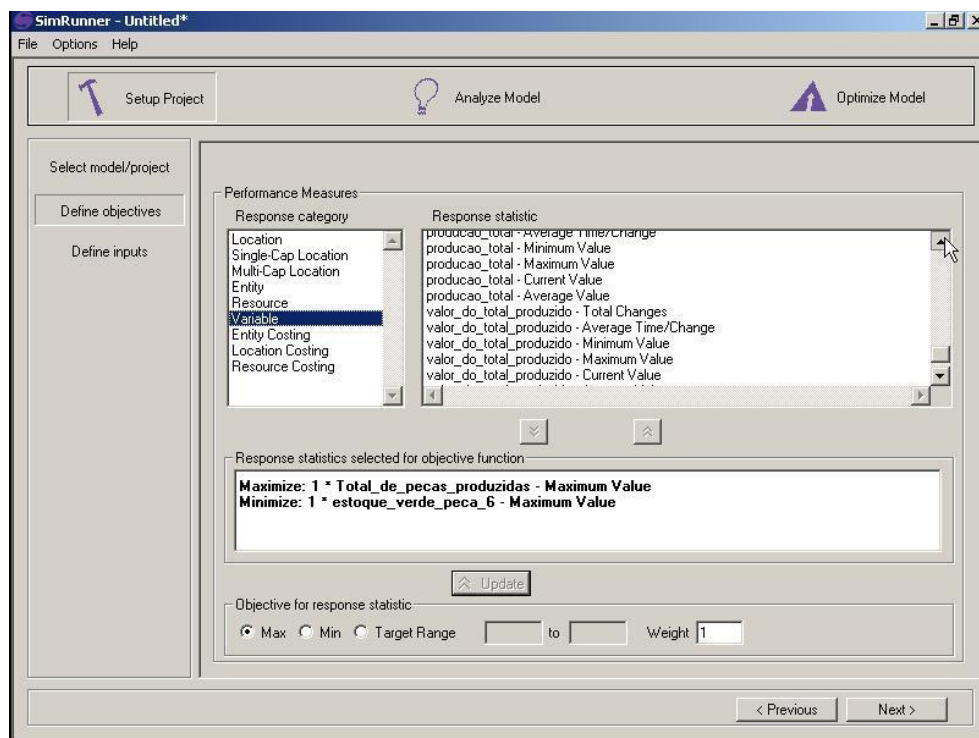 SimRunner - Untitled*
File Options Help
Setup Project
Analyze Model
Optimize Model
Select model/project
Define objectives
Define inputs
Performance Measures
Response category
Location
Single-Cap Location
Multi-Cap Location
Entity
Resource
Variable
Entity Costing
Location Costing
Resource Costing
Response statistic
producao_total - Average Time/Change
producao_total - Minimum Value
producao_total - Maximum Value
producao_total - Current Value
producao_total - Average Value
valor_do_total_produzido - Total Changes
valor_do_total_produzido - Average Time/Change
valor_do_total_produzido - Minimum Value
valor_do_total_produzido - Maximum Value
valor_do_total_produzido - Current Value
Response statistics selected for objective function
Maximize: 1 * Total_de_pecas_produzidas - Maximum Value
Minimize: 1 * estoque_verde_peca_6 - Maximum Value
Update
Objective for response statistic
Max Min Target Range to Weight 1
< Previous Next >